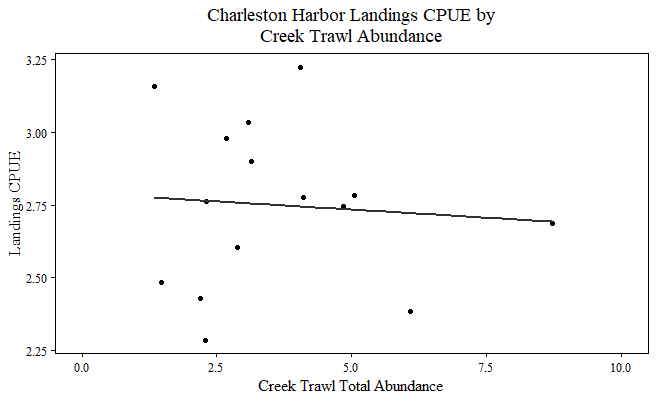 Charleston Harbor Landings CPUE by
Creek Trawl Abundance
3.25
3.00
2.75
2.50
2.25
Landings CPUE
0.0 2.5 5.0 7.5 10.0
Creek Trawl Total Abundance